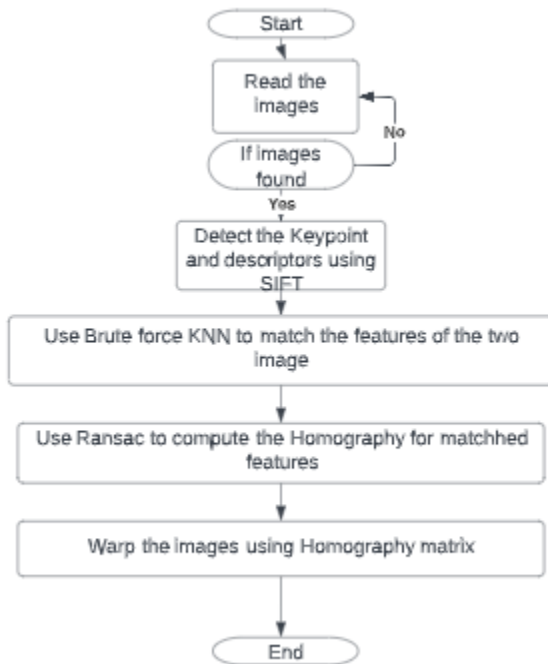 Start
Read the
images
No
If images
found
Yes
Detect the Keypoint
and descriptors using
SIFT
Use Brute force KNN to match the features of the two
image
Use Ransac to compute the Homography for matchhed
features
Warp the images using Homography matrix
End